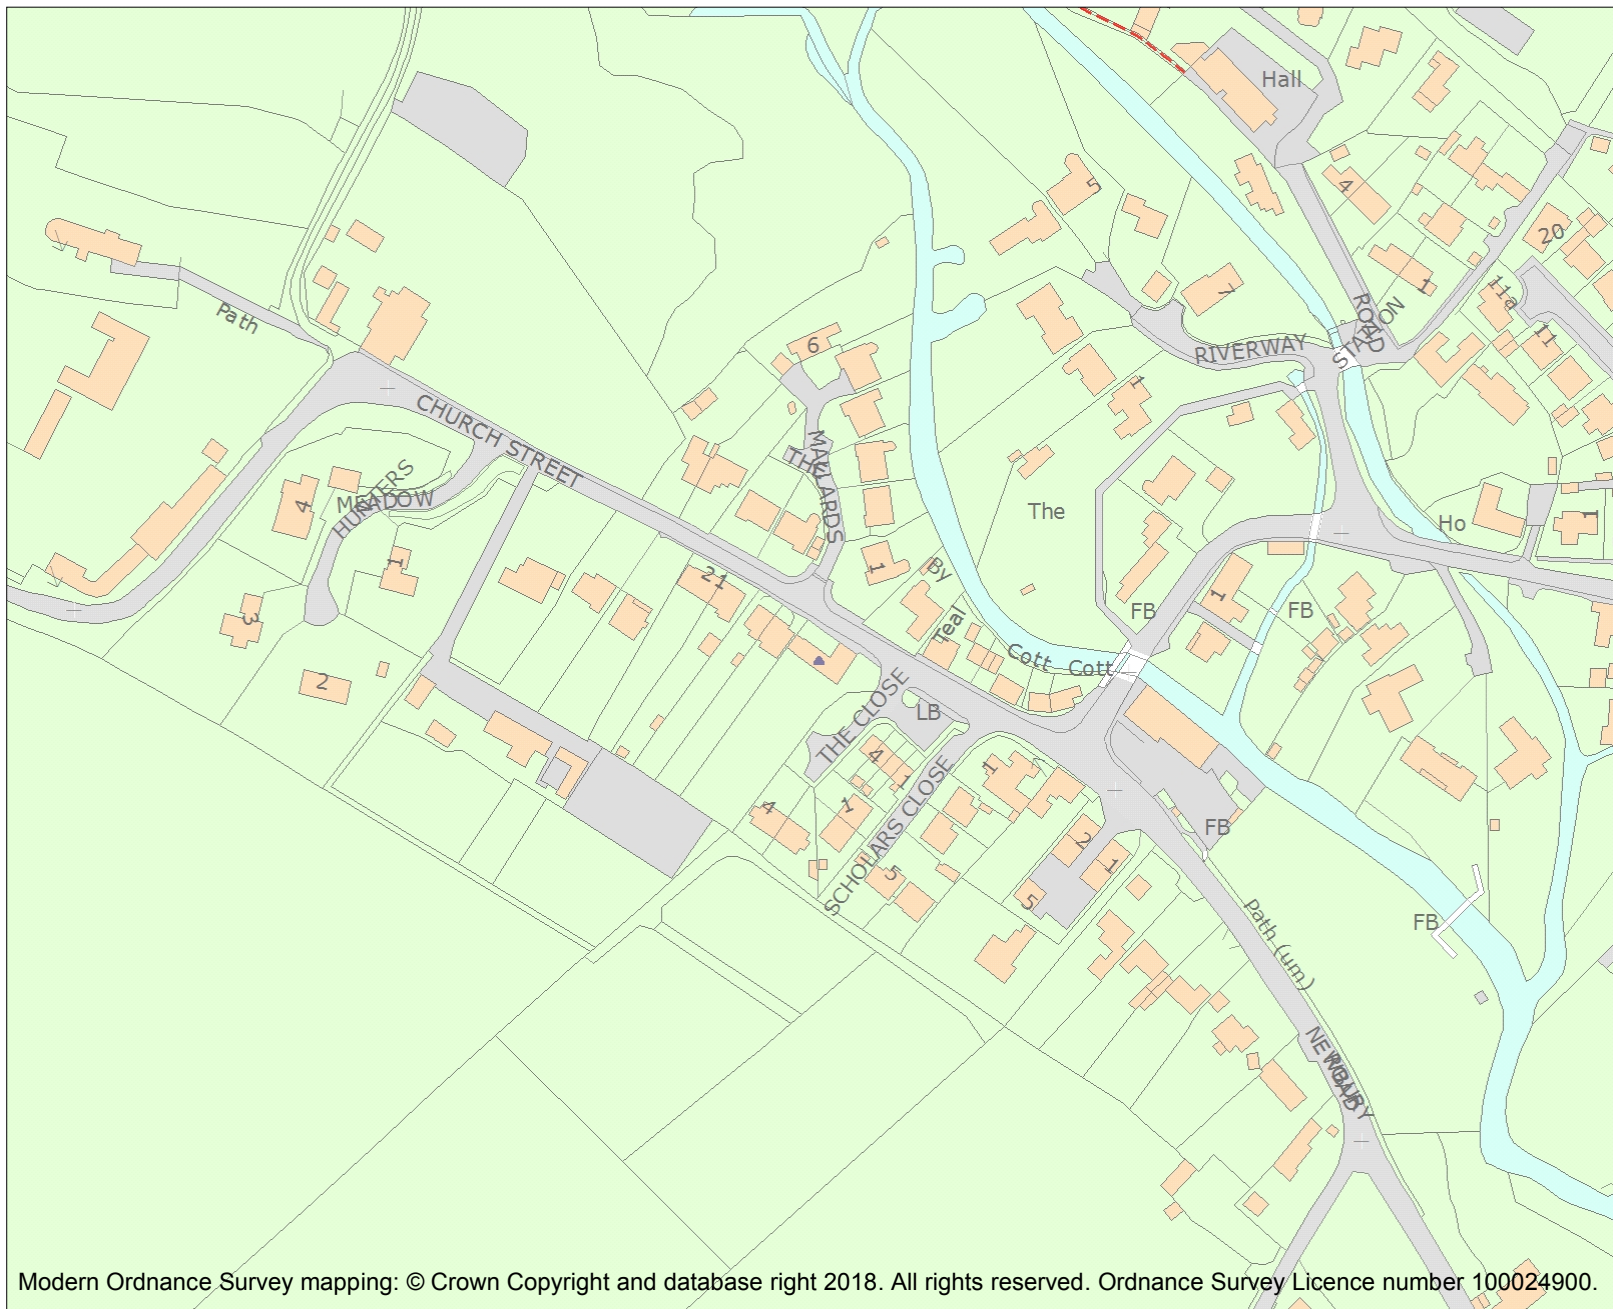 Hall
5
4
20
7
1
11a
11
STATION
ROAD
RIVERWAY
Path
6
1
CHURCH STREET
THE
MALLARDS
HUNTERS
MEADOW
4
The
Ho
1
1
21
1
By
FB
1
FB
3
Teal
Cott
Cott
2
THE CLOSE
LB
4
1
1
SCHOLARS CLOSE
4
1
2
1
FB
5
5
Path (um)
FB
NEWBURY
ROAD
Modern Ordnance Survey mapping: © Crown Copyright and database right 2018. All rights reserved. Ordnance Survey Licence number 100024900.